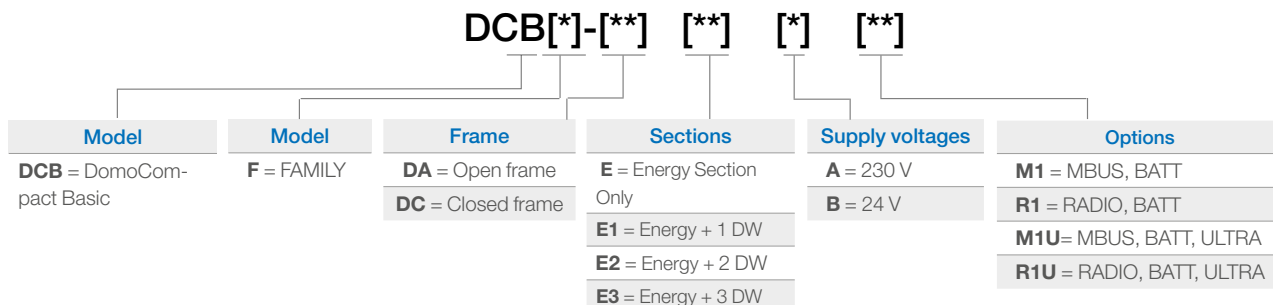 DCB[*]-[**] [**] [*] [**]
Model
DCB = DomoCom-
pact Basic
Model
F = FAMILY
Frame
DA = Open frame
DC = Closed frame
Sections
E = Energy Section
Only
E1 = Energy + 1 DW
E2 = Energy + 2 DW
E3 = Energy + 3 DW
Supply voltages
A = 230 V
B = 24 V
Options
M1 = MBUS, BATT
R1 = RADIO, BATT
M1U= MBUS, BATT, ULTRA
R1U = RADIO, BATT, ULTRA